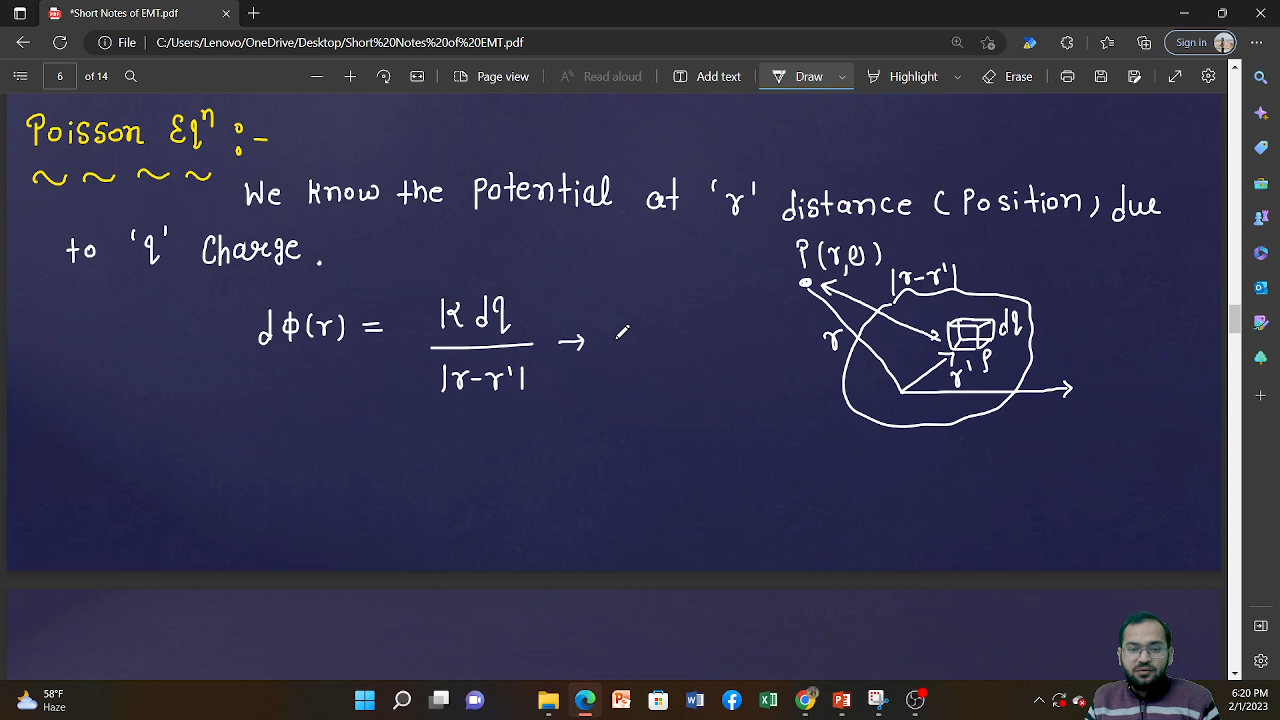 *Short Notes of EMT.pdf
File
C:/Users/Lenovo/OneDrive/Desktop/Short%20Notes%20of%20EMT.pdf
Sign in
6 of 14
Page view
Read aloud
Add text
Draw
Highlight
Erase
Poisson Eqⁿ :-
We know the Potential at 'r' distance (Position) due
to 'q' Charge.
P(r,θ)
|r-r'|
dϕ(r) = K dq / |r-r'| →
dq
r
r' ρ
58°F
Haze
6:20 PM
2/1/2023